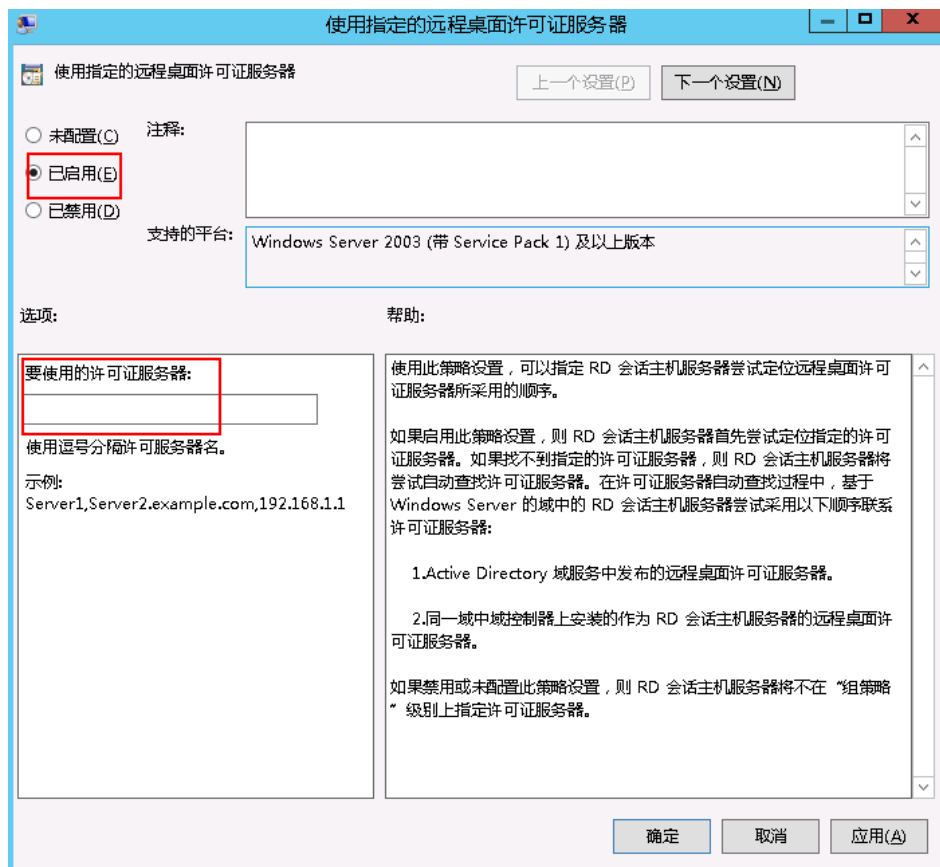 使用指定的远程桌面许可证服务器
使用指定的远程桌面许可证服务器
上一个设置(P)
下一个设置(N)
未配置(C)
注释:
已启用(E)
已禁用(D)
支持的平台:
Windows Server 2003 (带 Service Pack 1) 及以上版本
选项:
帮助:
要使用的许可证服务器:
使用逗号分隔许可服务器名。
示例:
Server1,Server2.example.com,192.168.1.1
使用此策略设置，可以指定 RD 会话主机服务器尝试定位远程桌面许可
证服务器所采用的顺序。
如果启用此策略设置，则 RD 会话主机服务器首先尝试定位指定的许可
证服务器。如果找不到指定的许可证服务器，则 RD 会话主机服务器将
尝试自动查找许可证服务器。在许可证服务器自动查找过程中，基于
Windows Server 的域中的 RD 会话主机服务器尝试采用以下顺序联系
许可证服务器:
1.Active Directory 域服务中发布的远程桌面许可证服务器。
2.同一域中域控制器上安装的作为 RD 会话主机服务器的远程桌面许
可证服务器。
如果禁用或未配置此策略设置，则 RD 会话主机服务器将不在“组策略
”级别上指定许可证服务器。
确定
取消
应用(A)